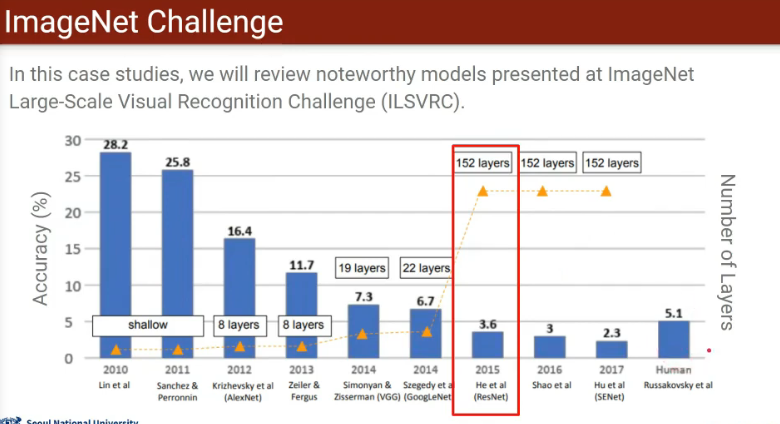 ImageNet Challenge
In this case studies, we will review noteworthy models presented at ImageNet
Large-Scale Visual Recognition Challenge (ILSVRC).
Accuracy (%)
30
25
20
15
10
5
0
28.2
25.8
16.4
11.7
7.3
6.7
3.6
3
2.3
5.1
shallow
8 layers
8 layers
19 layers
22 layers
152 layers
152 layers
152 layers
Number of Layers
2010
Lin et al
2011
Sanchez &
Perronnin
2012
Krizhevsky et al
(AlexNet)
2013
Zeiler &
Fergus
2014
Simonyan &
Zisserman (VGG)
2014
Szegedy et a
(GoogLeNet
2015
He et al
(ResNet)
2016
Shao et al
2017
Hu et al
(SENet)
Human
Russakovsky et al
Seoul National University